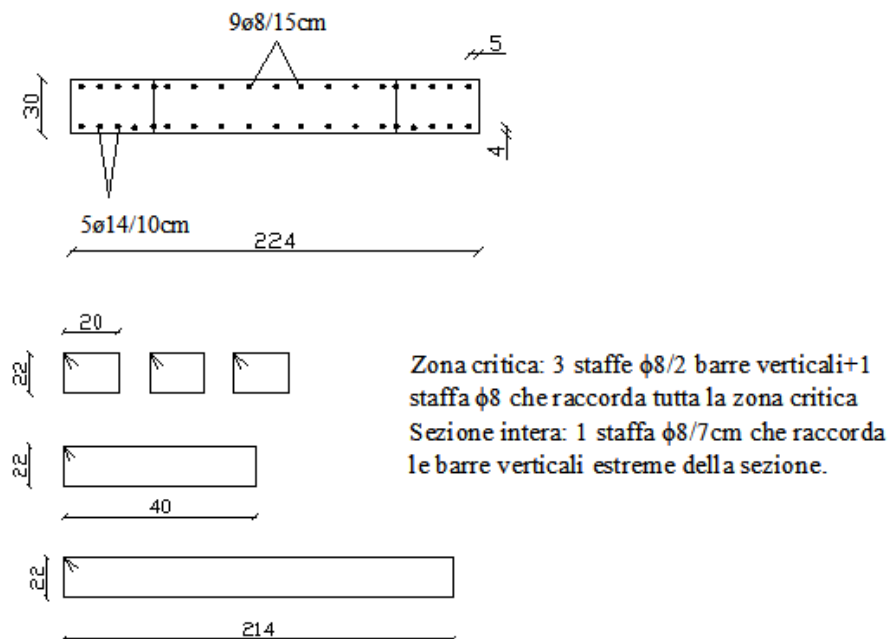 9ø8/15cm
5
30
4
5ø14/10cm
224
20
22
Zona critica: 3 staffe ϕ8/2 barre verticali+1
staffa ϕ8 che raccorda tutta la zona critica
Sezione intera: 1 staffa ϕ8/7cm che raccorda
le barre verticali estreme della sezione.
22
40
22
214